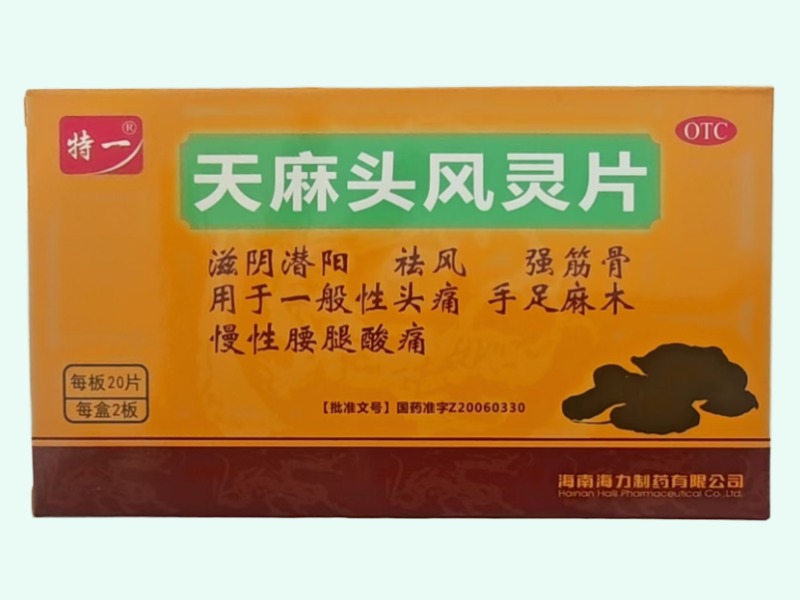 特一®
OTC
天麻头风灵片
滋阴潜阳 祛风 强筋骨
用于一般性头痛 手足麻木
慢性腰腿酸痛
每板20片
每盒2板
【批准文号】国药准字Z20060330
海南海力制药有限公司
Hainan Haili Pharmaceutical Co.,Ltd.